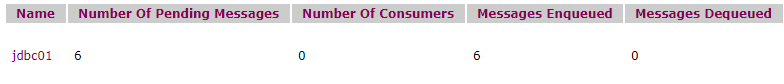 Name Number Of Pending Messages Number Of Consumers Messages Enqueued Messages Dequeued
jdbc01 6 0 6 0